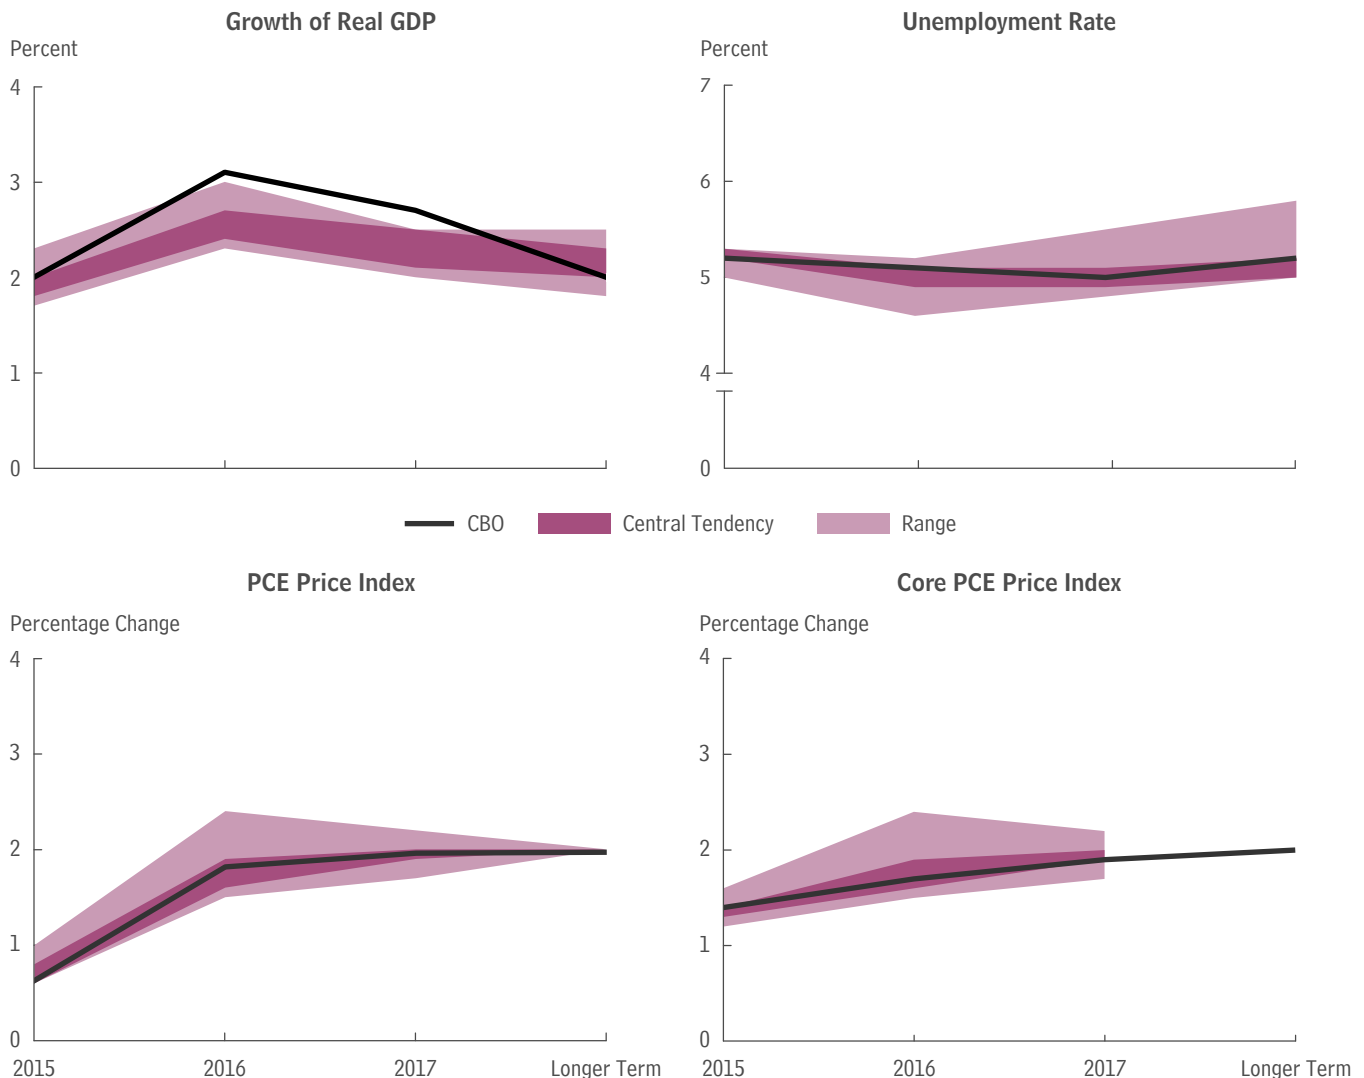 Growth of Real GDP
Percent
4
3
2
1
0
Unemployment Rate
Percent
7
6
5
4
0
CBO Central Tendency Range
PCE Price Index
Percentage Change
4
3
2
1
0
2015 2016 2017 Longer Term
Core PCE Price Index
Percentage Change
4
3
2
1
0
2015 2016 2017 Longer Term